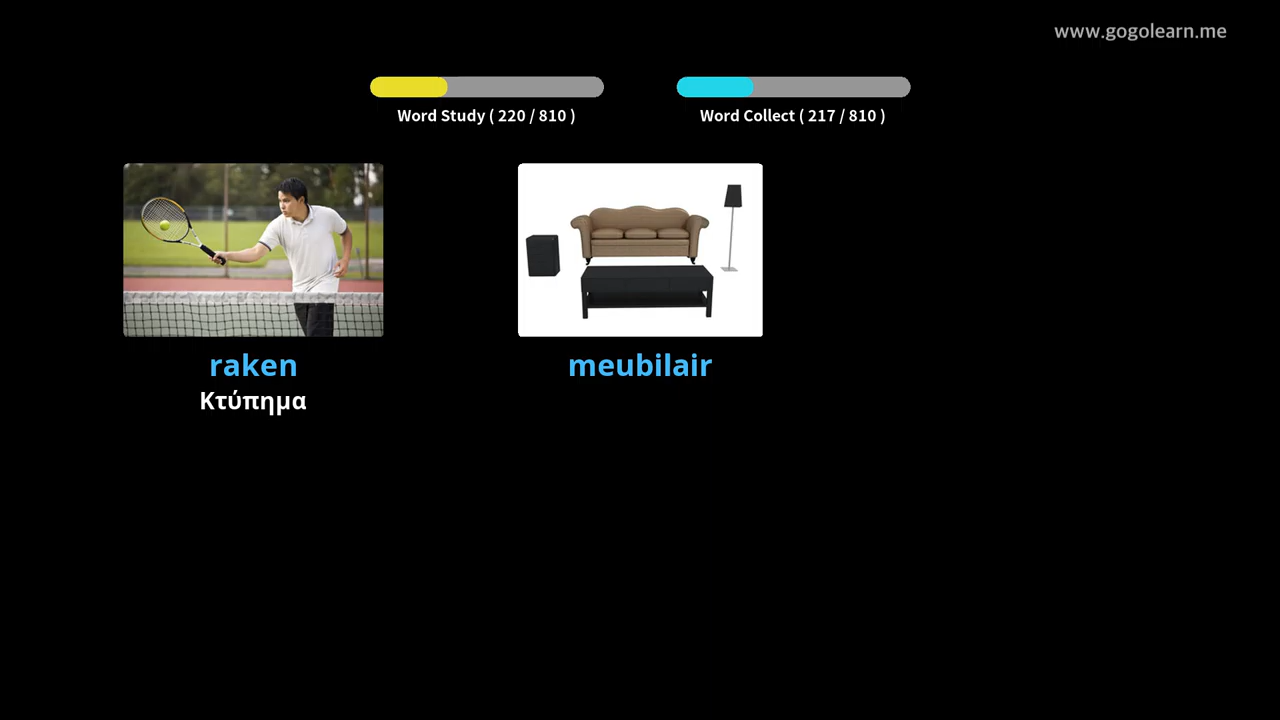 www.gogolearn.me
Word Study ( 220 / 810 )
Word Collect ( 217 / 810 )
raken
Κτύπημα
meubilair